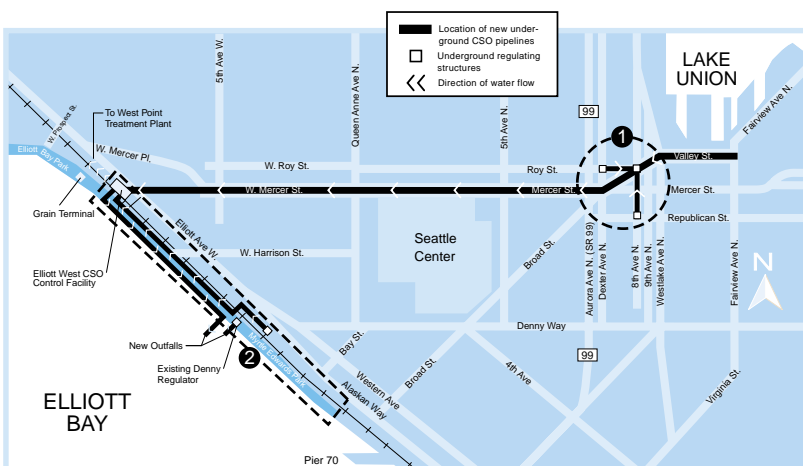 Location of new under-
ground CSO pipelines
Underground regulating
structures
Direction of water flow
LAKE
UNION
Fairview Ave N.
5th Ave W.
Queen Anne Ave N.
5th Ave N.
99
1
To West Point
Treatment Plant
W. Prospect St.
Elliott
Bay Park
W. Mercer Pl.
W. Roy St.
Roy St.
Valley St.
W. Mercer St.
Mercer St.
Mercer St.
Republican St.
Grain Terminal
Elliott Ave W.
W. Harrison St.
Seattle
Center
Broad St.
Aurora Ave N. (SR 99)
Dexter Ave N.
8th Ave N.
9th Ave N.
Westlake Ave N.
Fairview Ave N.
N
Elliott West CSO
Control Facility
Denny Way
New Outfalls
2
Existing Denny
Regulator
Myrtle Edwards Park
Bay St.
Western Ave
Alaskan Way
Broad St.
4th Ave
99
Virginia St.
ELLIOTT
BAY
Pier 70